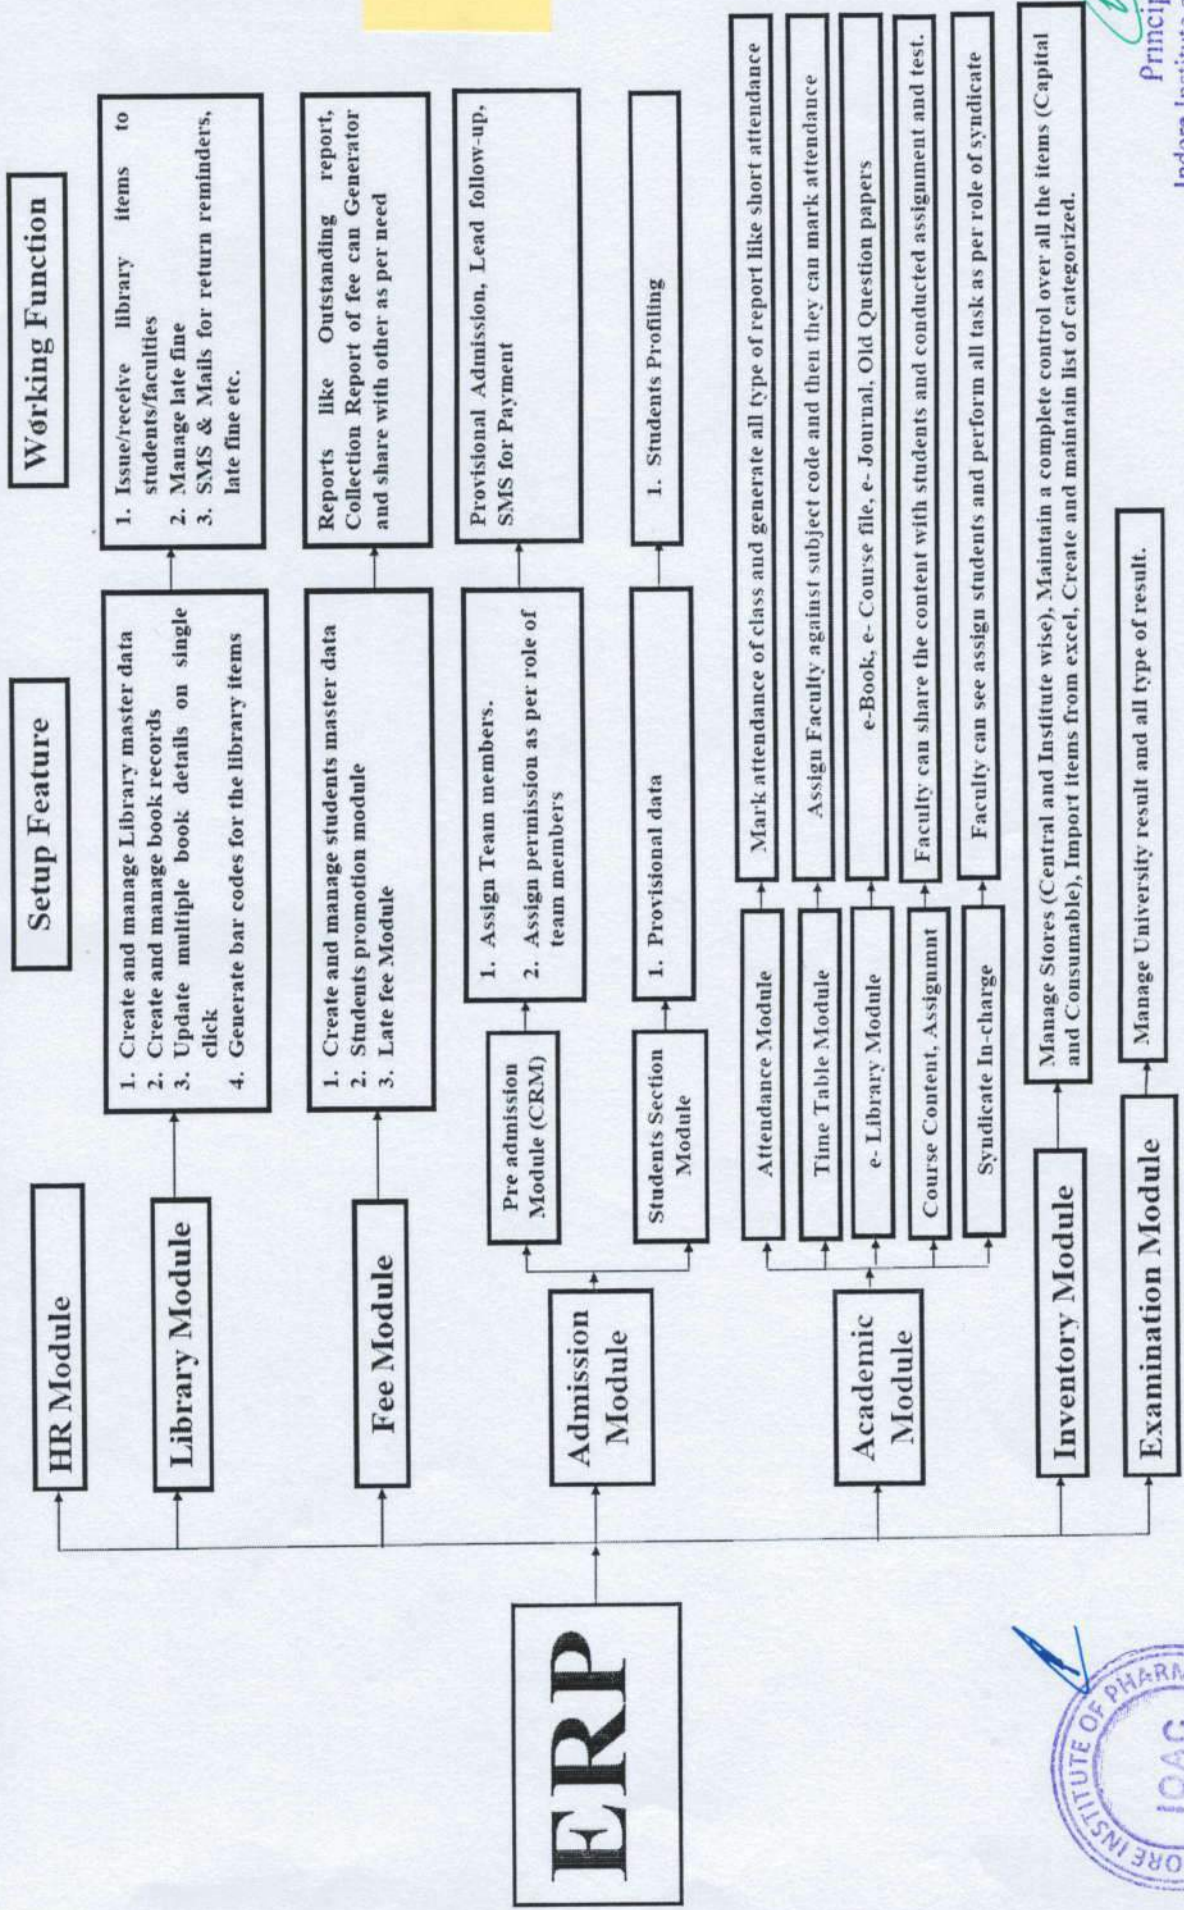 Setup Feature
Working Function
ERP
HR Module
Library Module
1. Create and manage Library master data
2. Create and manage book records
3. Update multiple book details on single
click
4. Generate bar codes for the library items
1. Issue/receive library items to
students/faculties
2. Manage late fine
3. SMS & Mails for return reminders,
late fine etc.
Fee Module
1. Create and manage students master data
2. Students promotion module
3. Late fee Module
Reports like Outstanding report,
Collection Report of fee can Generator
and share with other as per need
Admission
Module
Pre admission
Module (CRM)
1. Assign Team members.
2. Assign permission as per role of
team members
Provisional Admission, Lead follow-up,
SMS for Payment
Students Section
Module
1. Provisional data
1. Students Profiling
Academic
Module
Attendance Module
Mark attendance of class and generate all type of report like short attendance
Time Table Module
Assign Faculty against subject code and then they can mark attendance
e- Library Module
e-Book, e- Course file, e- Journal, Old Question papers
Course Content, Assignmnt
Faculty can share the content with students and conducted assignment and test.
Syndicate In-charge
Faculty can see assign students and perform all task as per role of syndicate
Inventory Module
Manage Stores (Central and Institute wise), Maintain a complete control over all the items (Capital
and Consumable), Import items from excel, Create and maintain list of categorized.
Examination Module
Manage University result and all type of result.
ORE INSTITUTE OF PHARM
IQAC
Princip
Indore Institute